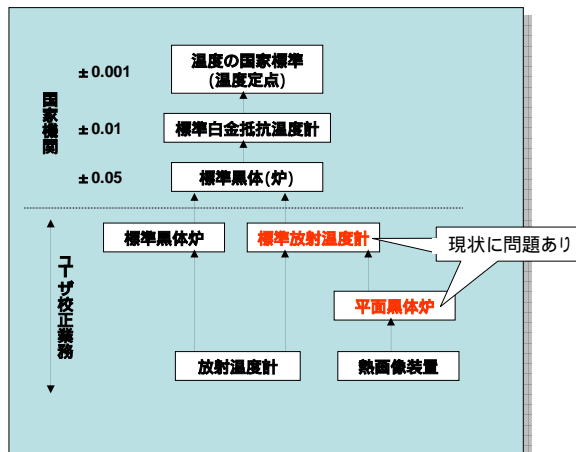 ±0.001
温度の国家標準
(温度定点)
国家機関
±0.01
標準白金抵抗温度計
±0.05
標準黒体(炉)
標準黒体炉
標準放射温度計
現状に問題あり
ユーザ校正業務
平面黒体炉
放射温度計
熱画像装置